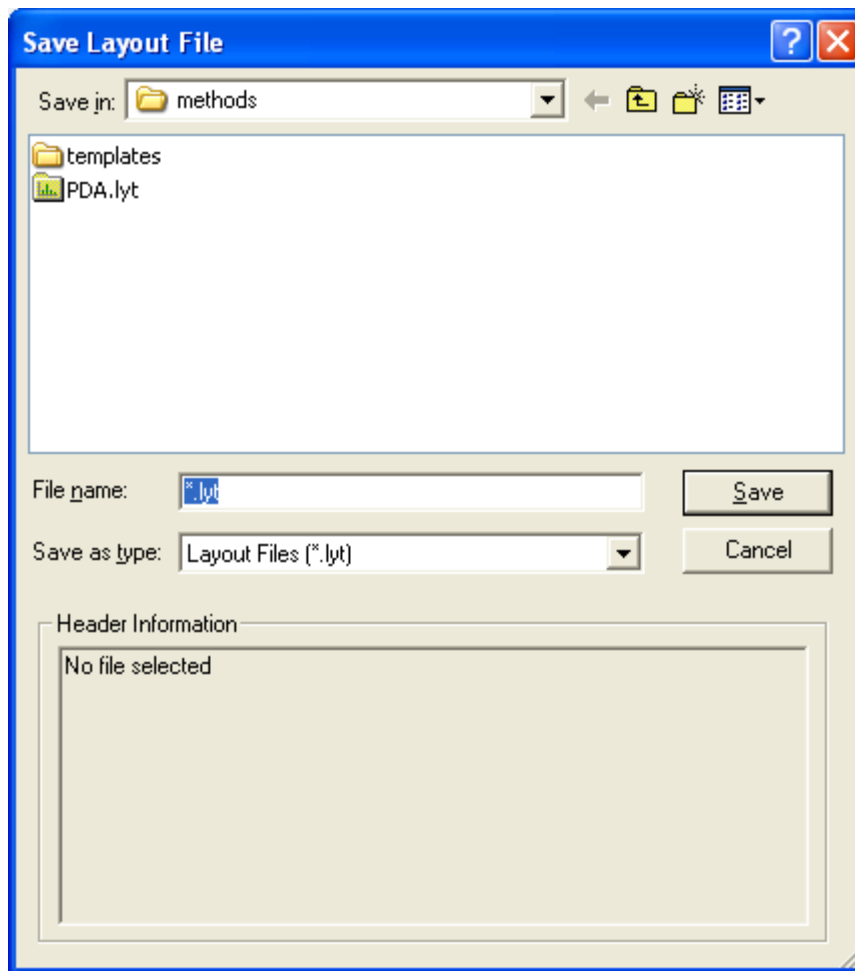 Save Layout File
Save in: methods
templates
PDA.lyt
File name: *.lyt Save
Save as type: Layout Files (*.lyt) Cancel
Header Information
No file selected